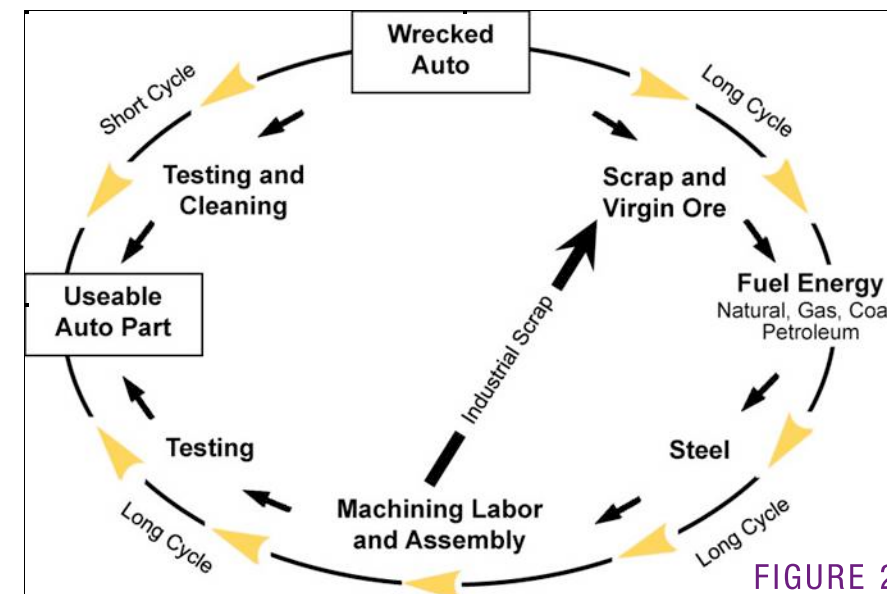 Wrecked
Auto
Short Cycle
Long Cycle
Testing and
Cleaning
Scrap and
Virgin Ore
Useable
Auto Part
Fuel Energy
Natural, Gas, Coa
Petroleum
Industrial Scrap
Testing
Steel
Machining Labor
and Assembly
Long Cycle
Long Cycle
FIGURE 2